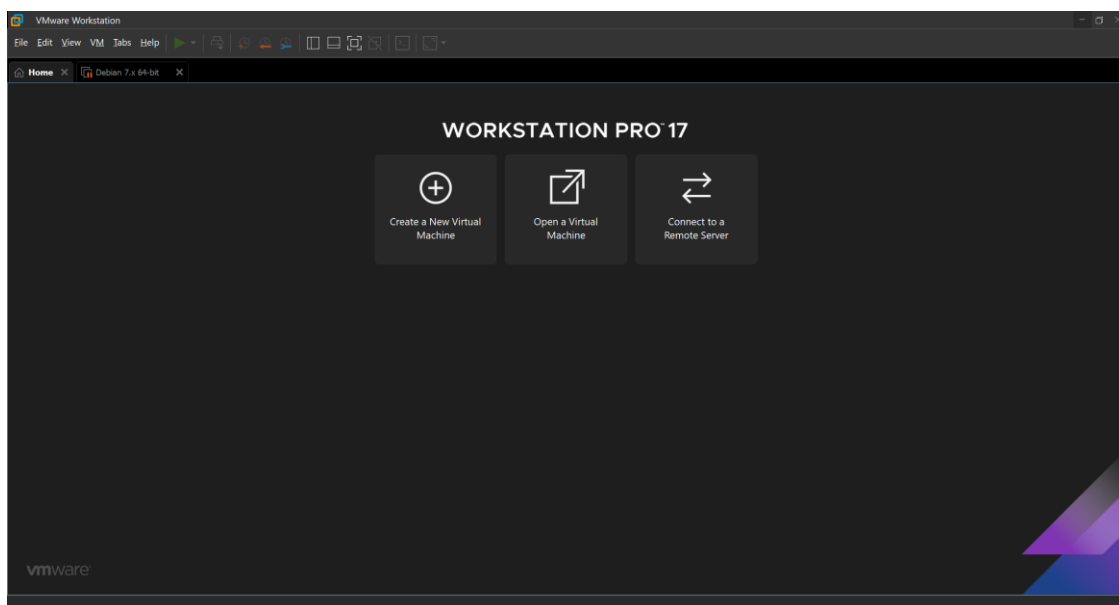 VMware Workstation
File Edit View VM Tabs Help
Home
Debian 7.x 64-bit
WORKSTATION PRO™ 17
Create a New Virtual
Machine
Open a Virtual
Machine
Connect to a
Remote Server
vmware